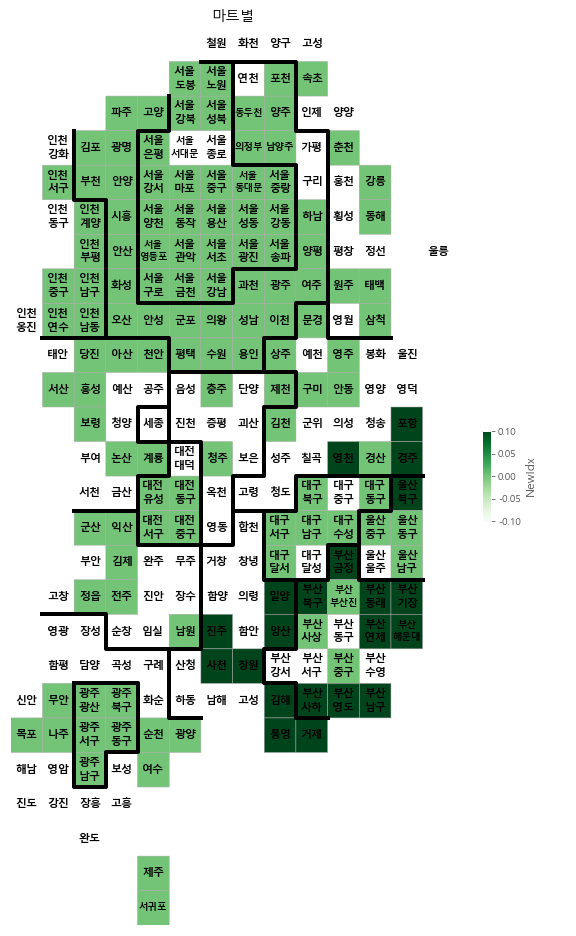 마트별
철원 화천 양구 고성
서울 서울 연천 포천 속초
도봉 노원
파주 고양 서울 서울 동두천 양주 인제 양양
강북 성북
인천 김포 광명 서울 서울 서울 의정부 남양주 가평 춘천
강화 은평 서대문 종로
인천 부천 안양 서울 서울 서울 서울 서울 구리 홍천 강릉
서구 강서 마포 중구 동대문 중랑
인천 인천 시흥 서울 서울 서울 서울 서울 하남 횡성 동해
동구 계양 양천 동작 용산 성동 강동
인천 안산 서울 서울 서울 서울 서울 양평 평창 정선 울릉
부평 영등포 관악 서초 광진 송파
인천 인천 화성 서울 서울 서울 과천 광주 여주 원주 태백
중구 남구 구로 금천 강남
인천 인천 인천 오산 안성 군포 의왕 성남 이천 문경 영월 삼척
옹진 연수 남동
태안 당진 아산 천안 평택 수원 용인 상주 예천 영주 봉화 울진
서산 홍성 예산 공주 음성 충주 단양 제천 구미 안동 영양 영덕
보령 청양 세종 진천 증평 괴산 김천 군위 의성 청송 포항
부여 논산 계룡 대전 청주 보은 성주 칠곡 영천 경산 경주
대덕
서천 금산 대전 대전 옥천 고령 청도 대구 대구 대구 울산
유성 동구 북구 중구 동구 북구
군산 익산 대전 대전 영동 합천 대구 대구 대구 울산 울산
서구 중구 서구 남구 수성 중구 동구
부안 김제 완주 무주 거창 창녕 대구 대구 부산 울산 울산
달서 달성 금정 울주 남구
고창 정읍 전주 진안 장수 함양 의령 밀양 부산 부산 부산 부산
북구 부산진 동래 기장
영광 장성 순창 임실 남원 진주 함안 양산 부산 부산 부산 부산
사상 동구 연제 해운대
함평 담양 곡성 구례 산청 사천 창원 부산 부산 부산 부산
강서 서구 중구 수영
신안 무안 광주 광주 화순 하동 남해 고성 김해 부산 부산 부산
광산 북구 사하 영도 남구
목포 나주 광주 광주 순천 광양 통영 거제
서구 동구
해남 영암 광주 보성 여수
남구
진도 강진 장흥 고흥
완도
제주
서귀포
0.10
0.05
0.00
-0.05
-0.10
NewIdx